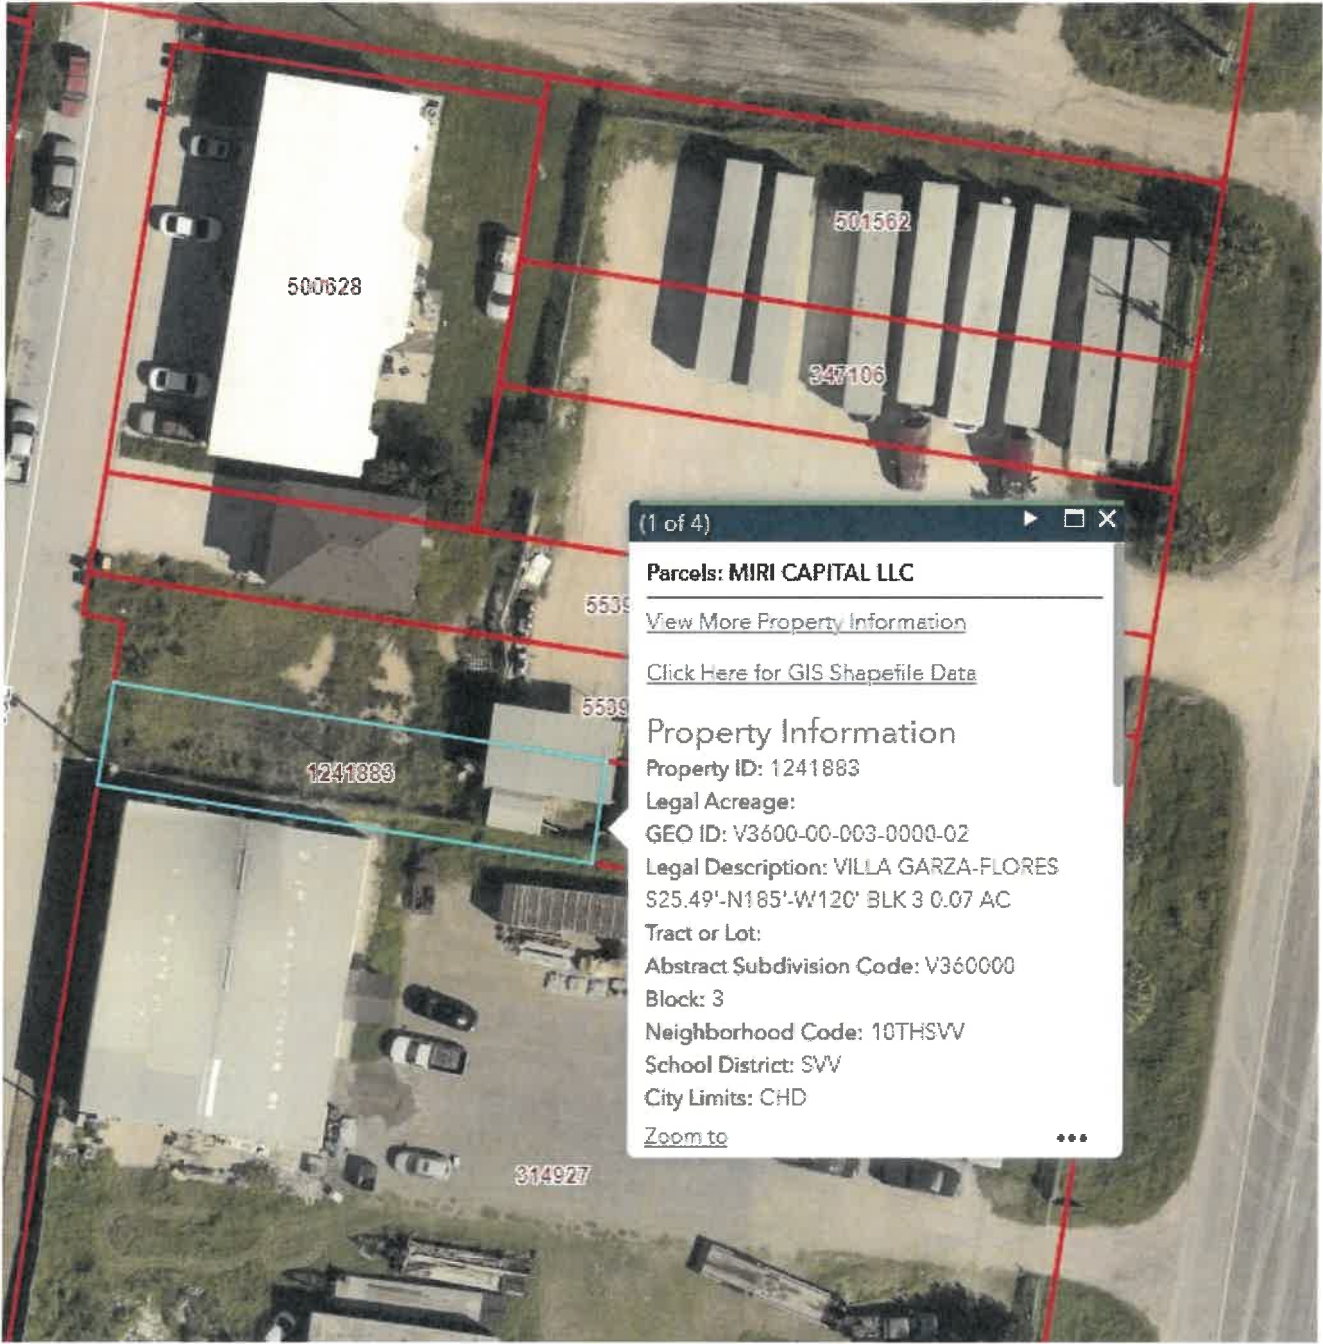 501562
500628
347106
(1 of 4)
Parcels: MIRI CAPITAL LLC
5539
View More Property Information
Click Here for GIS Shapefile Data
5539
Property Information
Property ID: 1241883
1241883
Legal Acreage:
GEO ID: V3600-00-003-0000-02
Legal Description: VILLA GARZA-FLORES
S25.49'-N185'-W120' BLK 3 0.07 AC
Tract or Lot:
Abstract Subdivision Code: V360000
Block: 3
Neighborhood Code: 10THSVV
School District: SVV
City Limits: CHD
Zoom to
•••
314927